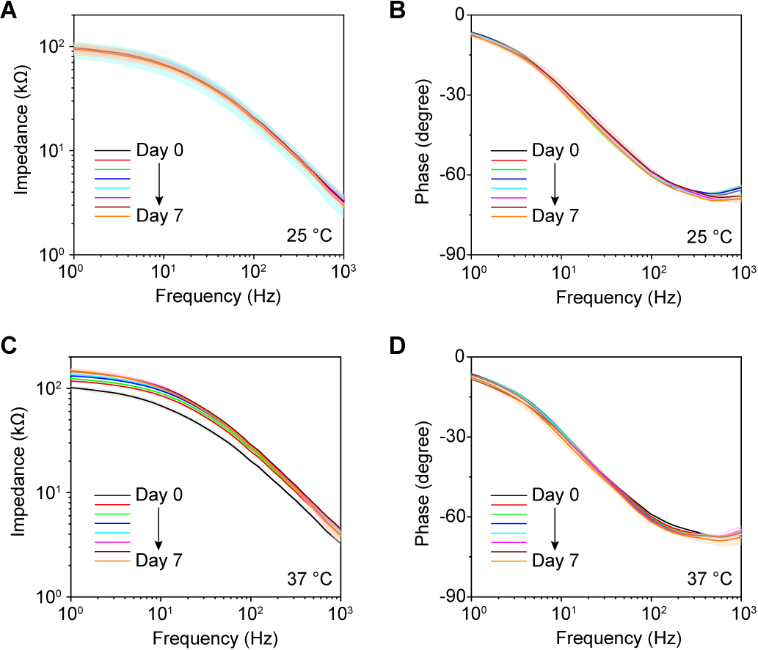 A
Impedance (kΩ)
10²
10¹
10⁰
Day 0
Day 7
25 °C
10⁰
10¹
10²
10³
Frequency (Hz)
B
Phase (degree)
0
-30
-60
-90
Day 0
Day 7
25 °C
10⁰
10¹
10²
10³
Frequency (Hz)
C
Impedance (kΩ)
10²
10¹
10⁰
Day 0
Day 7
37 °C
10⁰
10¹
10²
10³
Frequency (Hz)
D
Phase (degree)
0
-30
-60
-90
Day 0
Day 7
37 °C
10⁰
10¹
10²
10³
Frequency (Hz)